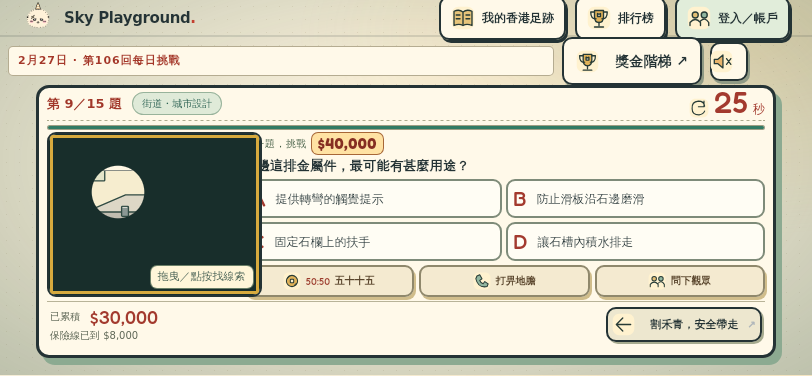 Sky Playground.
我的香港足跡
排行榜
登入／帳戶
2月27日 · 第106回每日挑戰
獎金階梯 ↗
第 9／15 題
街道 · 城市設計
25 秒
題，挑戰 $40,000
邊這排金屬件，最可能有甚麼用途？
提供轉彎的觸覺提示
B 防止滑板沿石邊磨滑
固定石欄上的扶手
D 讓石槽內積水排走
拖曳／點按找線索
50:50 五十十五
打畀地膽
問下觀眾
已累積 $30,000
保險線已到 $8,000
割禾青，安全帶走 ↗